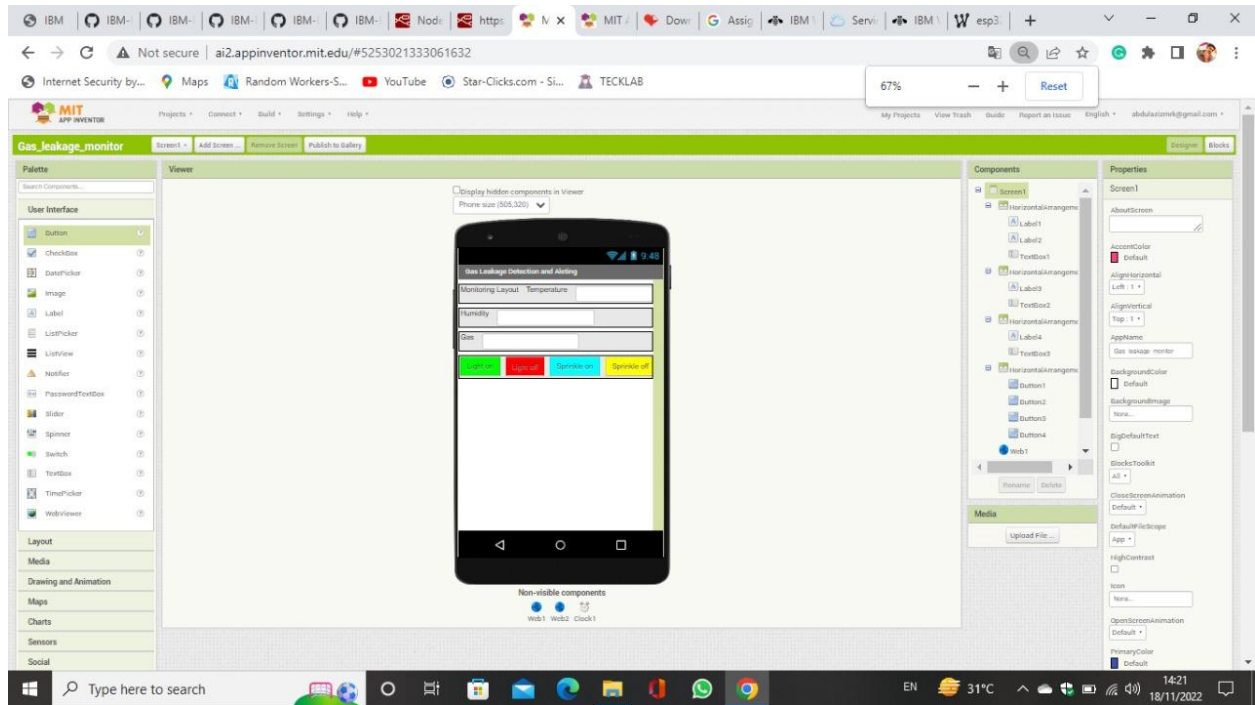 IBM IBM- IBM- IBM- IBM- Node https: N MIT Down Assig IBM Servi IBM esp3
Not secure ai2.appinventor.mit.edu/#5253021333061632
Internet Security by... Maps Random Workers-S... YouTube Star-Clicks.com - Si... TECKLAB
67% - + Reset
MIT
APP INVENTOR
Projects Connect Build Settings Help
My Projects View Trash Guide Report an Issue English abdulazizmrk@gmail.com
Gas_leakage_monitor Screen1 Add Screen ... Remove Screen Publish to Gallery Designer Blocks
Palette
Search Components...
User Interface
Button
CheckBox
DatePicker
Image
Label
ListPicker
ListView
Notifier
PasswordTextBox
Slider
Spinner
Switch
TextBox
TimePicker
WebViewer
Layout
Media
Drawing and Animation
Maps
Charts
Sensors
Social
Viewer
Display hidden components in Viewer
Phone size (505,320)
9:48
Gas Leakage Detection and Aleting
Monitoring Layout Temperature
Humidity
Gas
Light on Light off Sprinkle on Sprinkle off
Non-visible components
Web1 Web2 Clock1
Components
Screen1
HorizontalArrangeme
Label1
Label2
TextBox1
HorizontalArrangeme
Label3
TextBox2
HorizontalArrangeme
Label4
TextBox3
HorizontalArrangeme
Button1
Button2
Button3
Button4
Web1
Rename Delete
Media
Upload File ...
Properties
Screen1
AboutScreen
AccentColor
Default
AlignHorizontal
Left : 1
AlignVertical
Top : 1
AppName
Gas_leakage_monitor
BackgroundColor
Default
BackgroundImage
None...
BigDefaultText
BlocksToolkit
All
CloseScreenAnimation
Default
DefaultFileScope
App
HighContrast
Icon
None...
OpenScreenAnimation
Default
PrimaryColor
Default
Type here to search
EN 31°C 14:21
18/11/2022